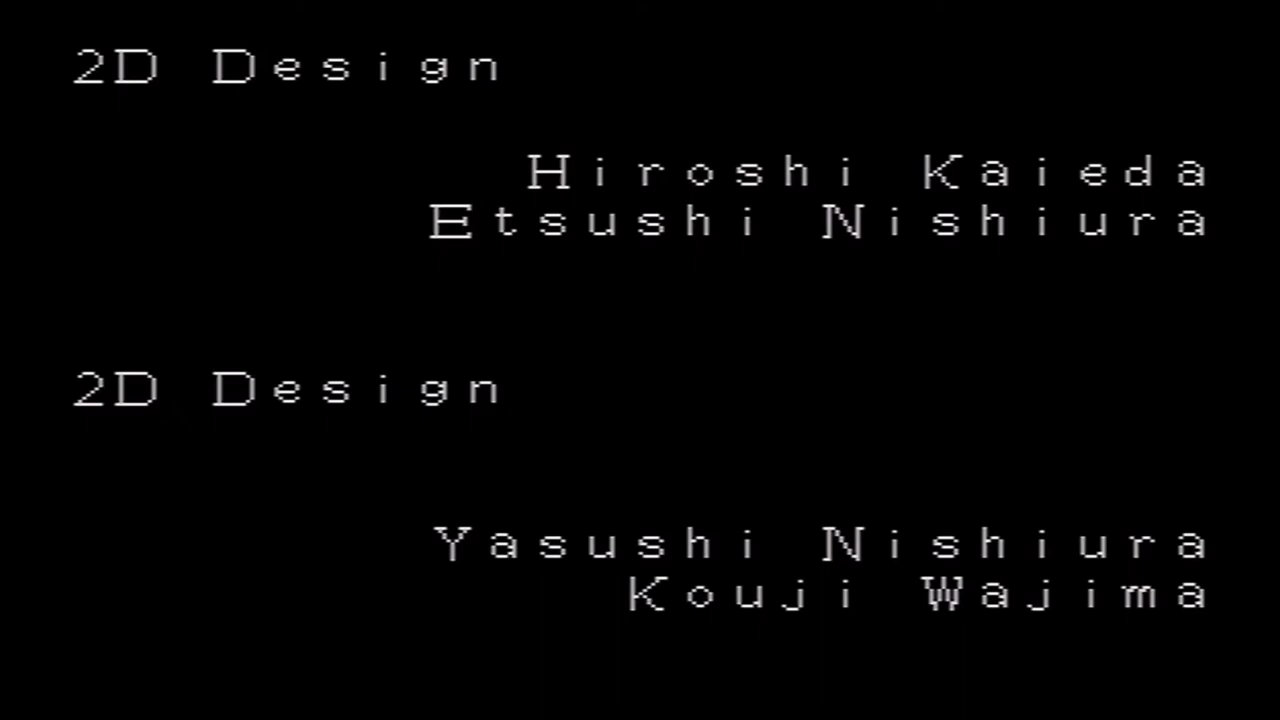 2D Design
Hiroshi Kaieda
Etsushi Nishiura
2D Design
Yasushi Nishiura
Kouji Wajima